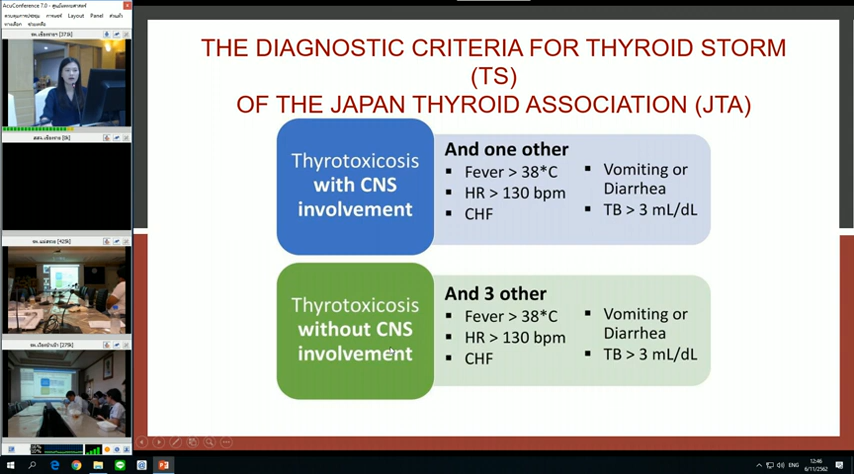 AcuConference 7.0 -
Layout Panel
THE DIAGNOSTIC CRITERIA FOR THYROID STORM
(TS)
OF THE JAPAN THYROID ASSOCIATION (JTA)
Thyrotoxicosis
with CNS
involvement
And one other
▪ Fever > 38*C
▪ HR > 130 bpm
▪ CHF
▪ Vomiting or
Diarrhea
▪ TB > 3 mL/dL
Thyrotoxicosis
without CNS
involvement
And 3 other
▪ Fever > 38*C
▪ HR > 130 bpm
▪ CHF
▪ Vomiting or
Diarrhea
▪ TB > 3 mL/dL
ENG
12:46
6/11/2562